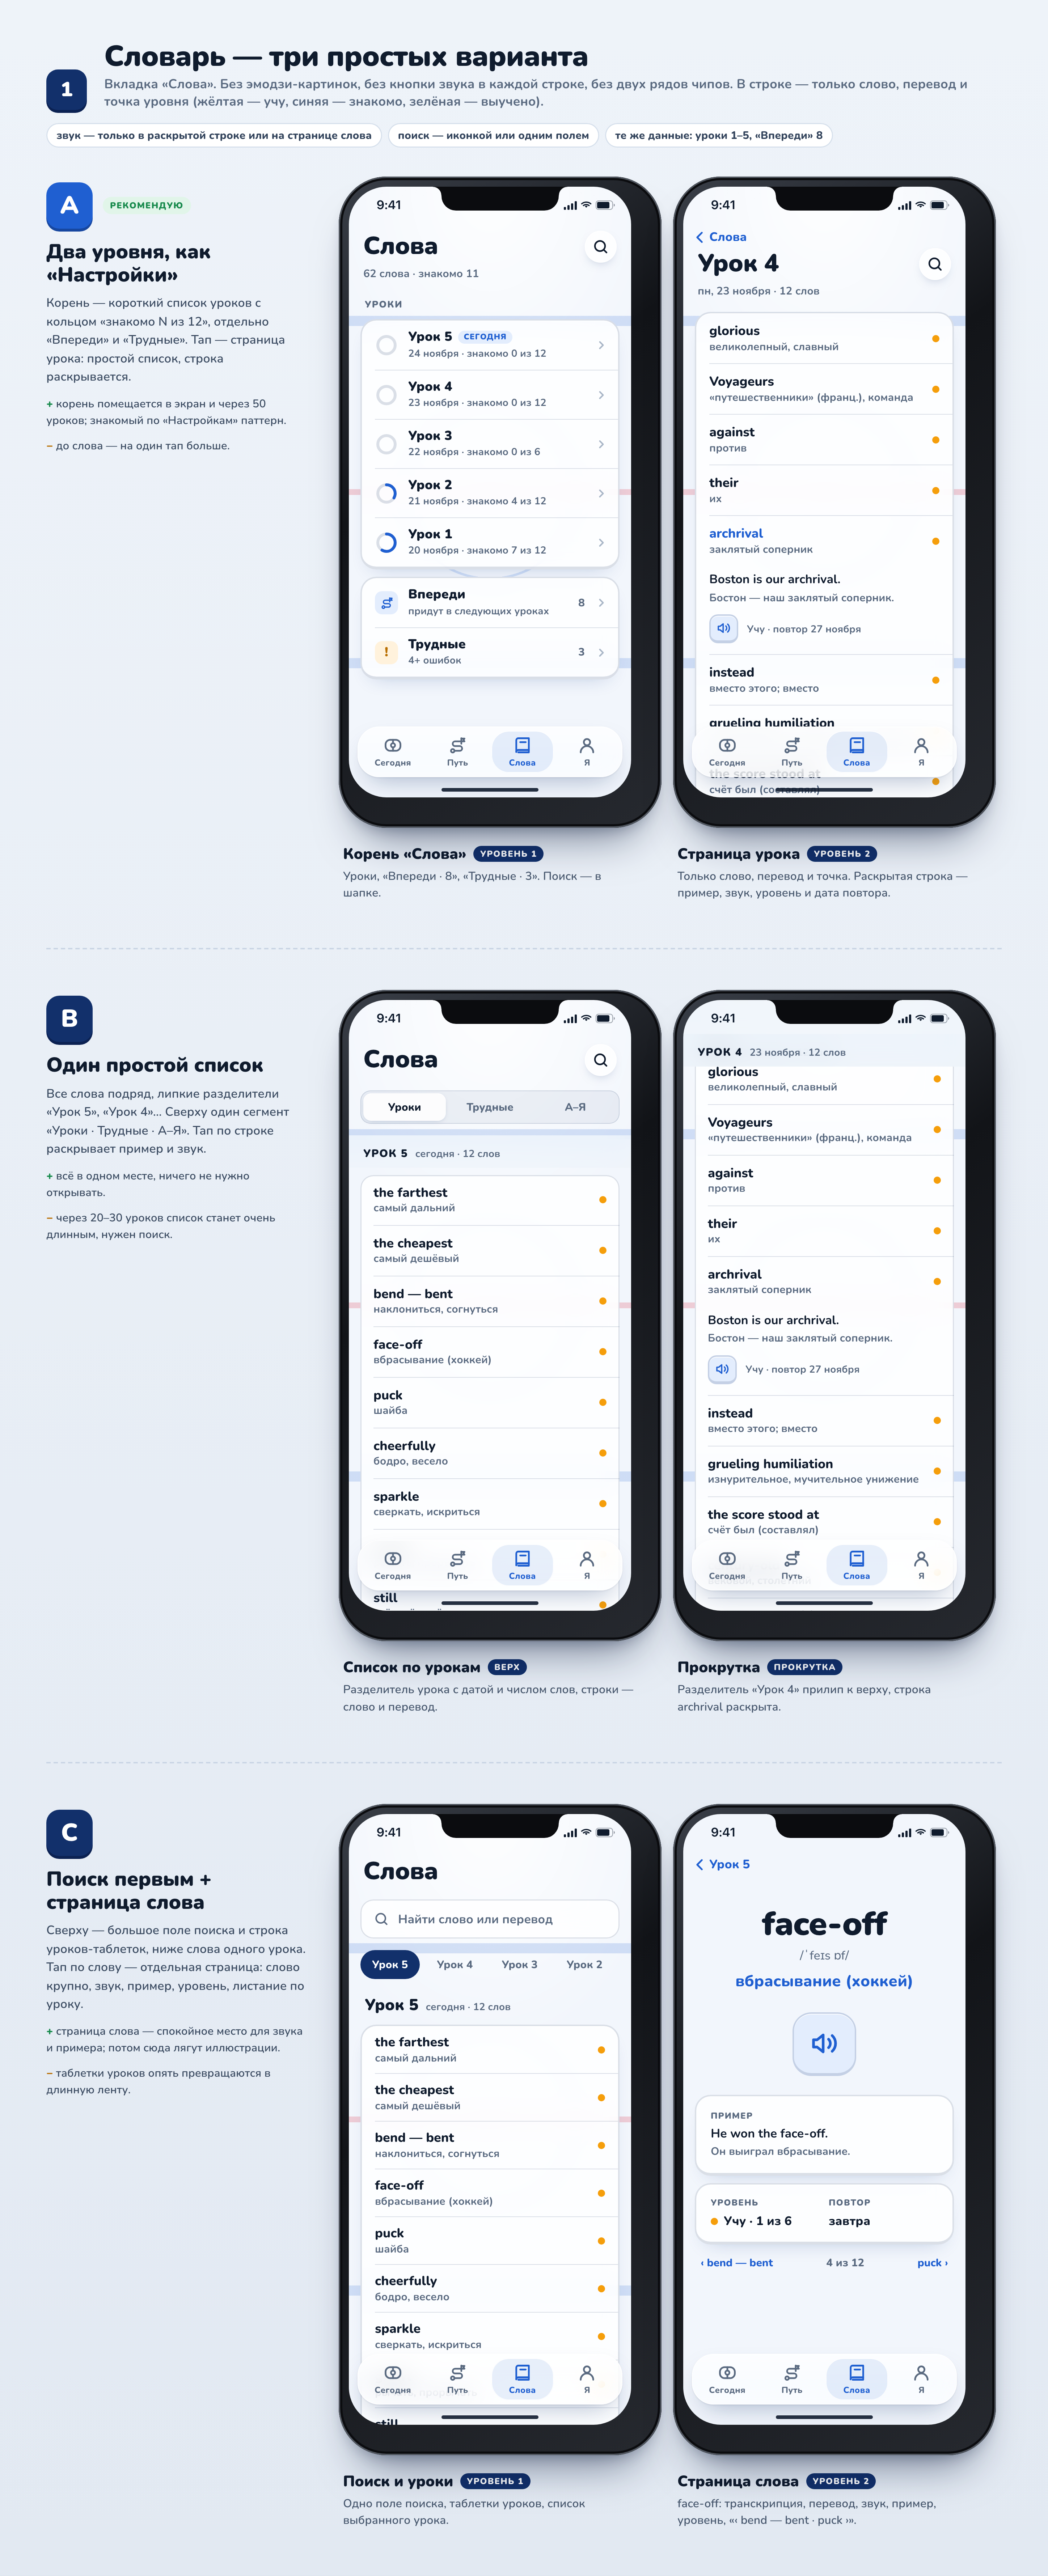 Словарь — три простых варианта
1
Вкладка «Слова». Без эмодзи-картинок, без кнопки звука в каждой строке, без двух рядов чипов. В строке — только слово, перевод и
точка уровня (жёлтая — учу, синяя — знакомо, зелёная — выучено).
звук — только в раскрытой строке или на странице слова
поиск — иконкой или одним полем
те же данные: уроки 1–5, «Впереди» 8
A
РЕКОМЕНДУЮ
Два уровня, как
«Настройки»
Корень — короткий список уроков с
кольцом «знакомо N из 12», отдельно
«Впереди» и «Трудные». Тап — страница
урока: простой список, строка
раскрывается.
+ корень помещается в экран и через 50
уроков; знакомый по «Настройкам» паттерн.
– до слова — на один тап больше.
9:41
Слова
62 слова · знакомо 11
УРОКИ
Урок 5 СЕГОДНЯ
24 ноября · знакомо 0 из 12
Урок 4
23 ноября · знакомо 0 из 12
Урок 3
22 ноября · знакомо 0 из 6
Урок 2
21 ноября · знакомо 4 из 12
Урок 1
20 ноября · знакомо 7 из 12
Впереди
придут в следующих уроках
8
!
Трудные
4+ ошибок
3
Сегодня
Путь
Слова
Я
Корень «Слова» УРОВЕНЬ 1
Уроки, «Впереди · 8», «Трудные · 3». Поиск — в
шапке.
9:41
Слова
Урок 4
пн, 23 ноября · 12 слов
glorious
великолепный, славный
Voyageurs
«путешественники» (франц.), команда
against
против
their
их
archrival
заклятый соперник
Boston is our archrival.
Бостон — наш заклятый соперник.
Учу · повтор 27 ноября
instead
вместо этого; вместо
grueling humiliation
the score stood at
счёт был (составлял)
Сегодня
Путь
Слова
Я
Страница урока УРОВЕНЬ 2
Только слово, перевод и точка. Раскрытая строка —
пример, звук, уровень и дата повтора.
B
Один простой список
Все слова подряд, липкие разделители
«Урок 5», «Урок 4»… Сверху один сегмент
«Уроки · Трудные · А–Я». Тап по строке
раскрывает пример и звук.
+ всё в одном месте, ничего не нужно
открывать.
– через 20–30 уроков список станет очень
длинным, нужен поиск.
9:41
Слова
Уроки
Трудные
А–Я
УРОК 5 сегодня · 12 слов
the farthest
самый дальний
the cheapest
самый дешёвый
bend — bent
наклониться, согнуться
face-off
вбрасывание (хоккей)
puck
шайба
cheerfully
бодро, весело
sparkle
сверкать, искриться
still
Сегодня
Путь
Слова
Я
Список по урокам ВЕРХ
Разделитель урока с датой и числом слов, строки —
слово и перевод.
9:41
УРОК 4 23 ноября · 12 слов
glorious
великолепный, славный
Voyageurs
«путешественники» (франц.), команда
against
против
their
их
archrival
заклятый соперник
Boston is our archrival.
Бостон — наш заклятый соперник.
Учу · повтор 27 ноября
instead
вместо этого; вместо
grueling humiliation
изнурительное, мучительное унижение
the score stood at
счёт был (составлял)
Сегодня
Путь
Слова
Я
Прокрутка ПРОКРУТКА
Разделитель «Урок 4» прилип к верху, строка
archrival раскрыта.
C
Поиск первым +
страница слова
Сверху — большое поле поиска и строка
уроков-таблеток, ниже слова одного урока.
Тап по слову — отдельная страница: слово
крупно, звук, пример, уровень, листание по
уроку.
+ страница слова — спокойное место для звука
и примера; потом сюда лягут иллюстрации.
– таблетки уроков опять превращаются в
длинную ленту.
9:41
Слова
Найти слово или перевод
Урок 5
Урок 4
Урок 3
Урок 2
Урок 5 сегодня · 12 слов
the farthest
самый дальний
the cheapest
самый дешёвый
bend — bent
наклониться, согнуться
face-off
вбрасывание (хоккей)
puck
шайба
cheerfully
бодро, весело
sparkle
сверкать, искриться
still
Сегодня
Путь
Слова
Я
Поиск и уроки УРОВЕНЬ 1
Одно поле поиска, таблетки уроков, список
выбранного урока.
9:41
Урок 5
face-off
/ˈfeɪs ɒf/
вбрасывание (хоккей)
ПРИМЕР
He won the face-off.
Он выиграл вбрасывание.
УРОВЕНЬ
Учу · 1 из 6
ПОВТОР
завтра
‹ bend — bent
4 из 12
puck ›
Сегодня
Путь
Слова
Я
Страница слова УРОВЕНЬ 2
face-off: транскрипция, перевод, звук, пример,
уровень, «‹ bend — bent · puck ›».